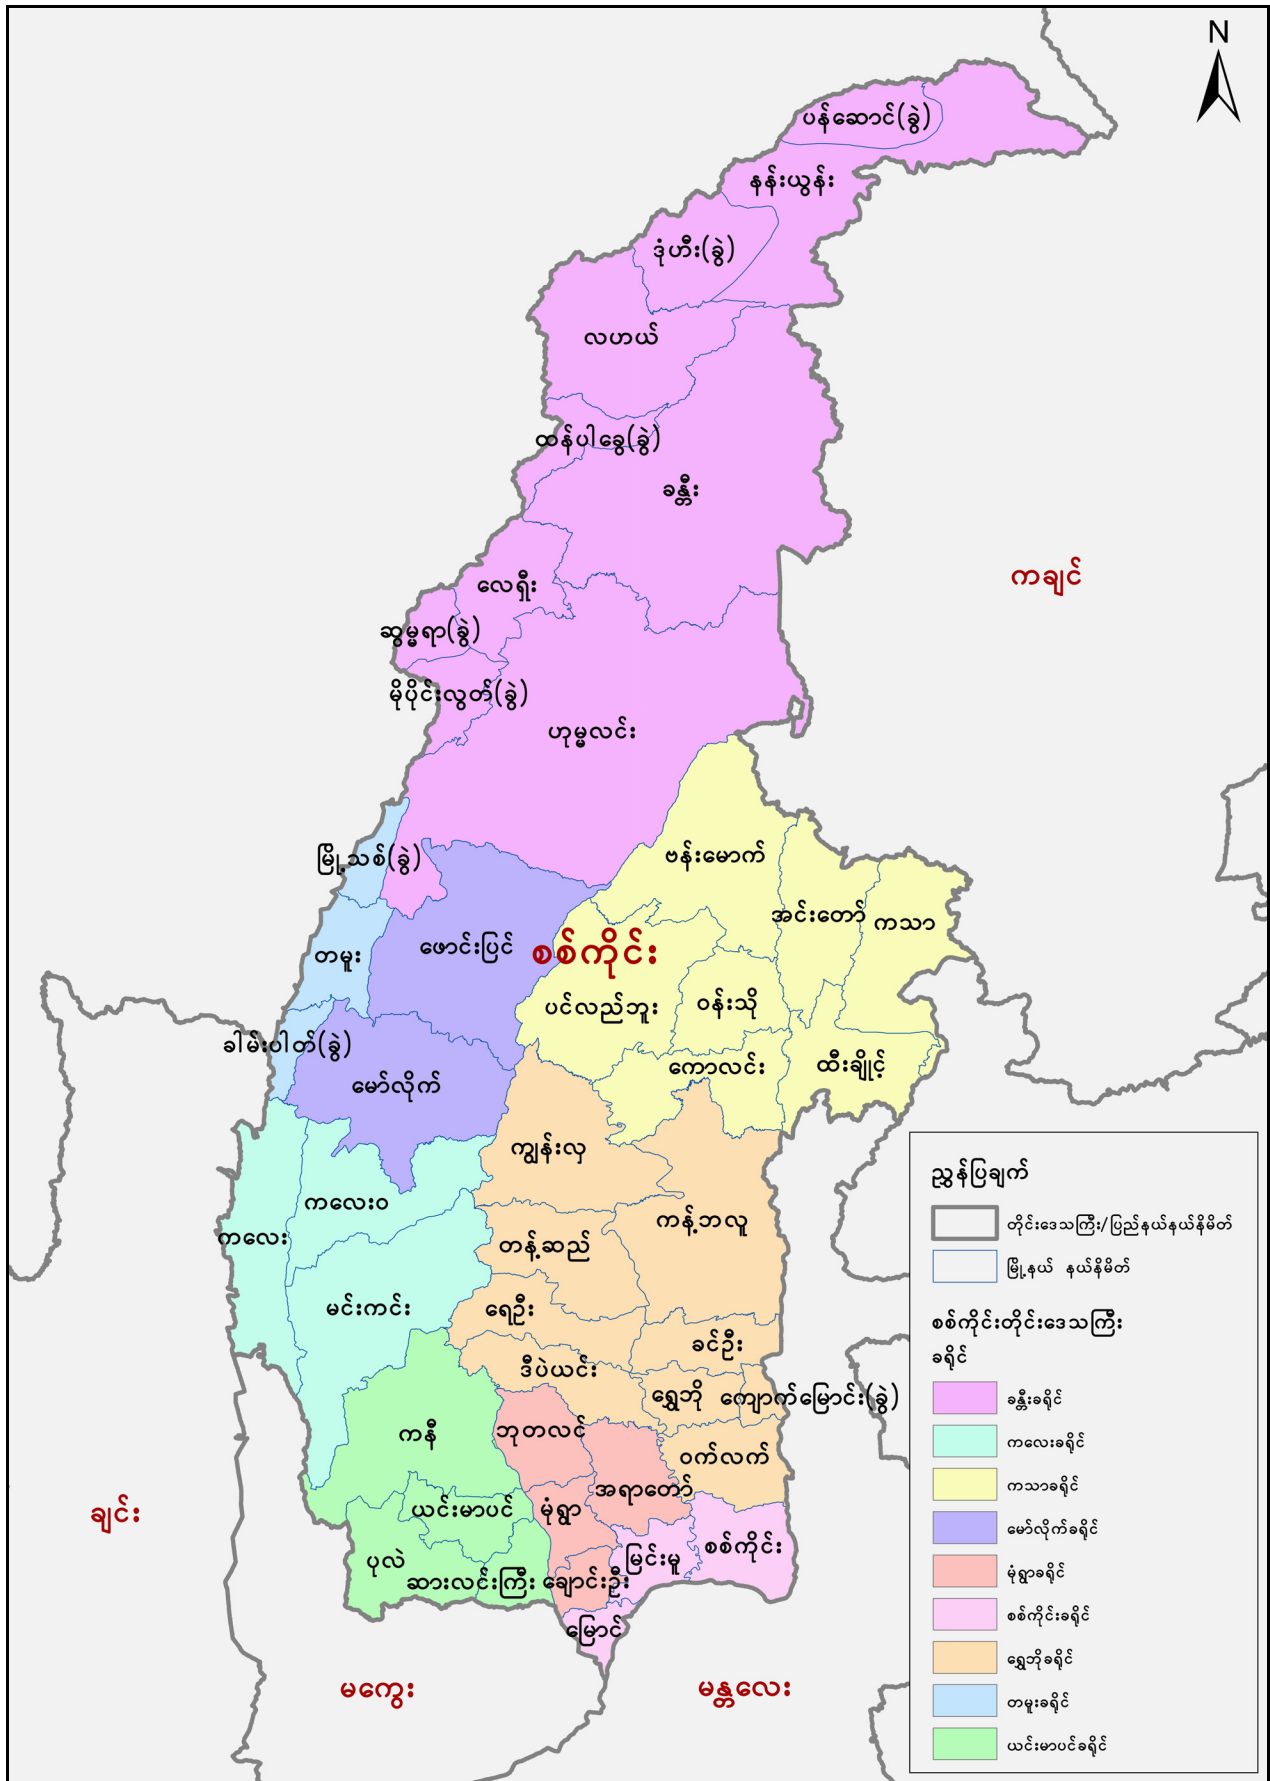 N
ပန်ဆောင်(ခွဲ)
နန်းယွန်း
ဒုံဟီး(ခွဲ)
လဟယ်
ထန်ပါခွေ(ခွဲ)
ခန္တီး
ကချင်
လေရှီး
ဆွမ္မရာ(ခွဲ)
မိုပိုင်းလွတ်(ခွဲ)
ဟုမ္မလင်း
ဗန်းမောက်
မြို့သစ်(ခွဲ)
အင်းတော်
ကသာ
ဖောင်းပြင်
စစ်ကိုင်း
တမူး
ပင်လည်ဘူး
ဝန်းသို
ခါမ်းပါတ်(ခွဲ)
ကောလင်း
ထီးချိုင့်
မော်လိုက်
ကျွန်းလှ
ကလေးဝ
ကန့်ဘလူ
ကလေး
တန့်ဆည်
မင်းကင်း
ရေဦး
ခင်ဦး
ဒီပဲယင်း
ရွှေဘို
ကျောက်မြောင်း(ခွဲ)
ကနီ
ဘုတလင်
ဝက်လက်
အရာတော်
ချင်း
ယင်းမာပင်
မုံရွာ
စစ်ကိုင်း
မြင်းမူ
ပုလဲ
ဆားလင်းကြီး
ချောင်းဦး
မြောင်
မကွေး
မန္တလေး
ညွှန်ပြချက်
တိုင်းဒေသကြီး/ပြည်နယ်နယ်နိမိတ်
မြို့နယ် နယ်နိမိတ်
စစ်ကိုင်းတိုင်းဒေသကြီး
ခရိုင်
ခန္တီးခရိုင်
ကလေးခရိုင်
ကသာခရိုင်
မော်လိုက်ခရိုင်
မုံရွာခရိုင်
စစ်ကိုင်းခရိုင်
ရွှေဘိုခရိုင်
တမူးခရိုင်
ယင်းမာပင်ခရိုင်